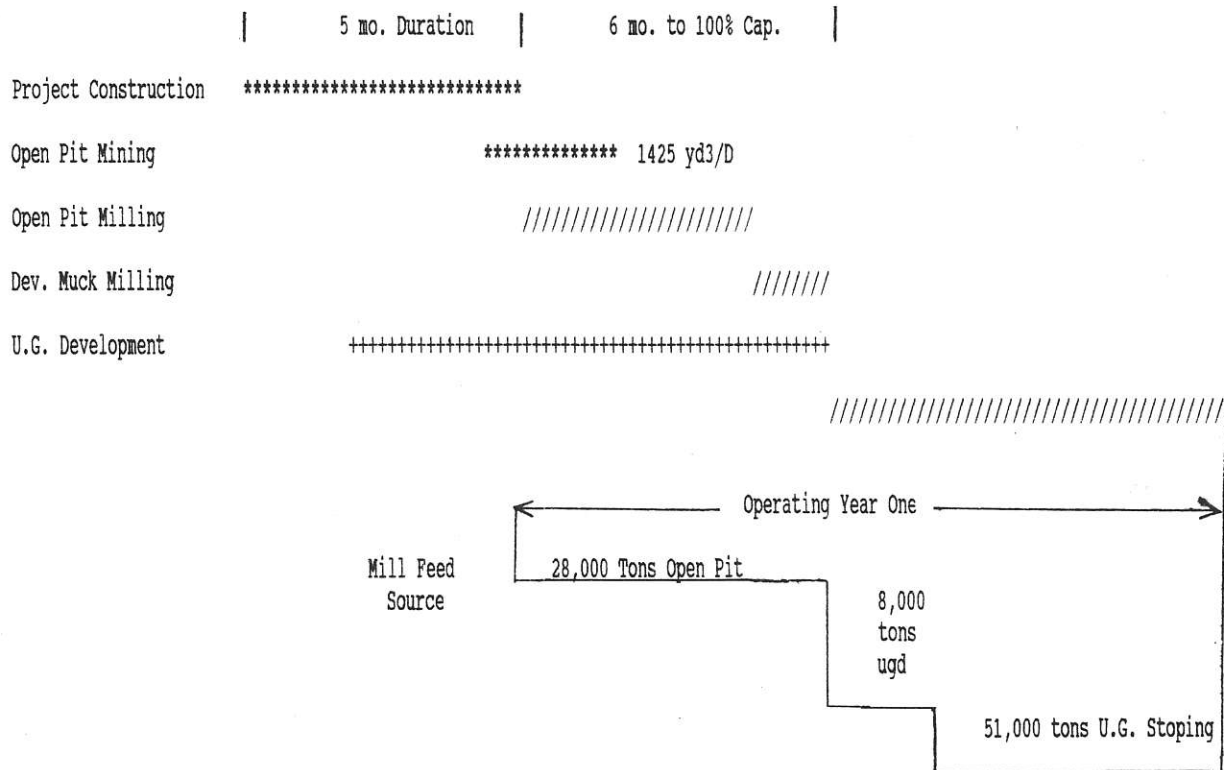 | 5 mo. Duration | 6 mo. to 100% Cap. |
Project Construction *****************************
Open Pit Mining ************** 1425 yd3/D
Open Pit Milling ////////////////////////
Dev. Muck Milling ////////
U.G. Development ++++++++++++++++++++++++++++++++++++++++++++++++++
/////////////////////////////////////////
Operating Year One
Mill Feed 28,000 Tons Open Pit
Source
8,000
tons
ugd
51,000 tons U.G. Stoping